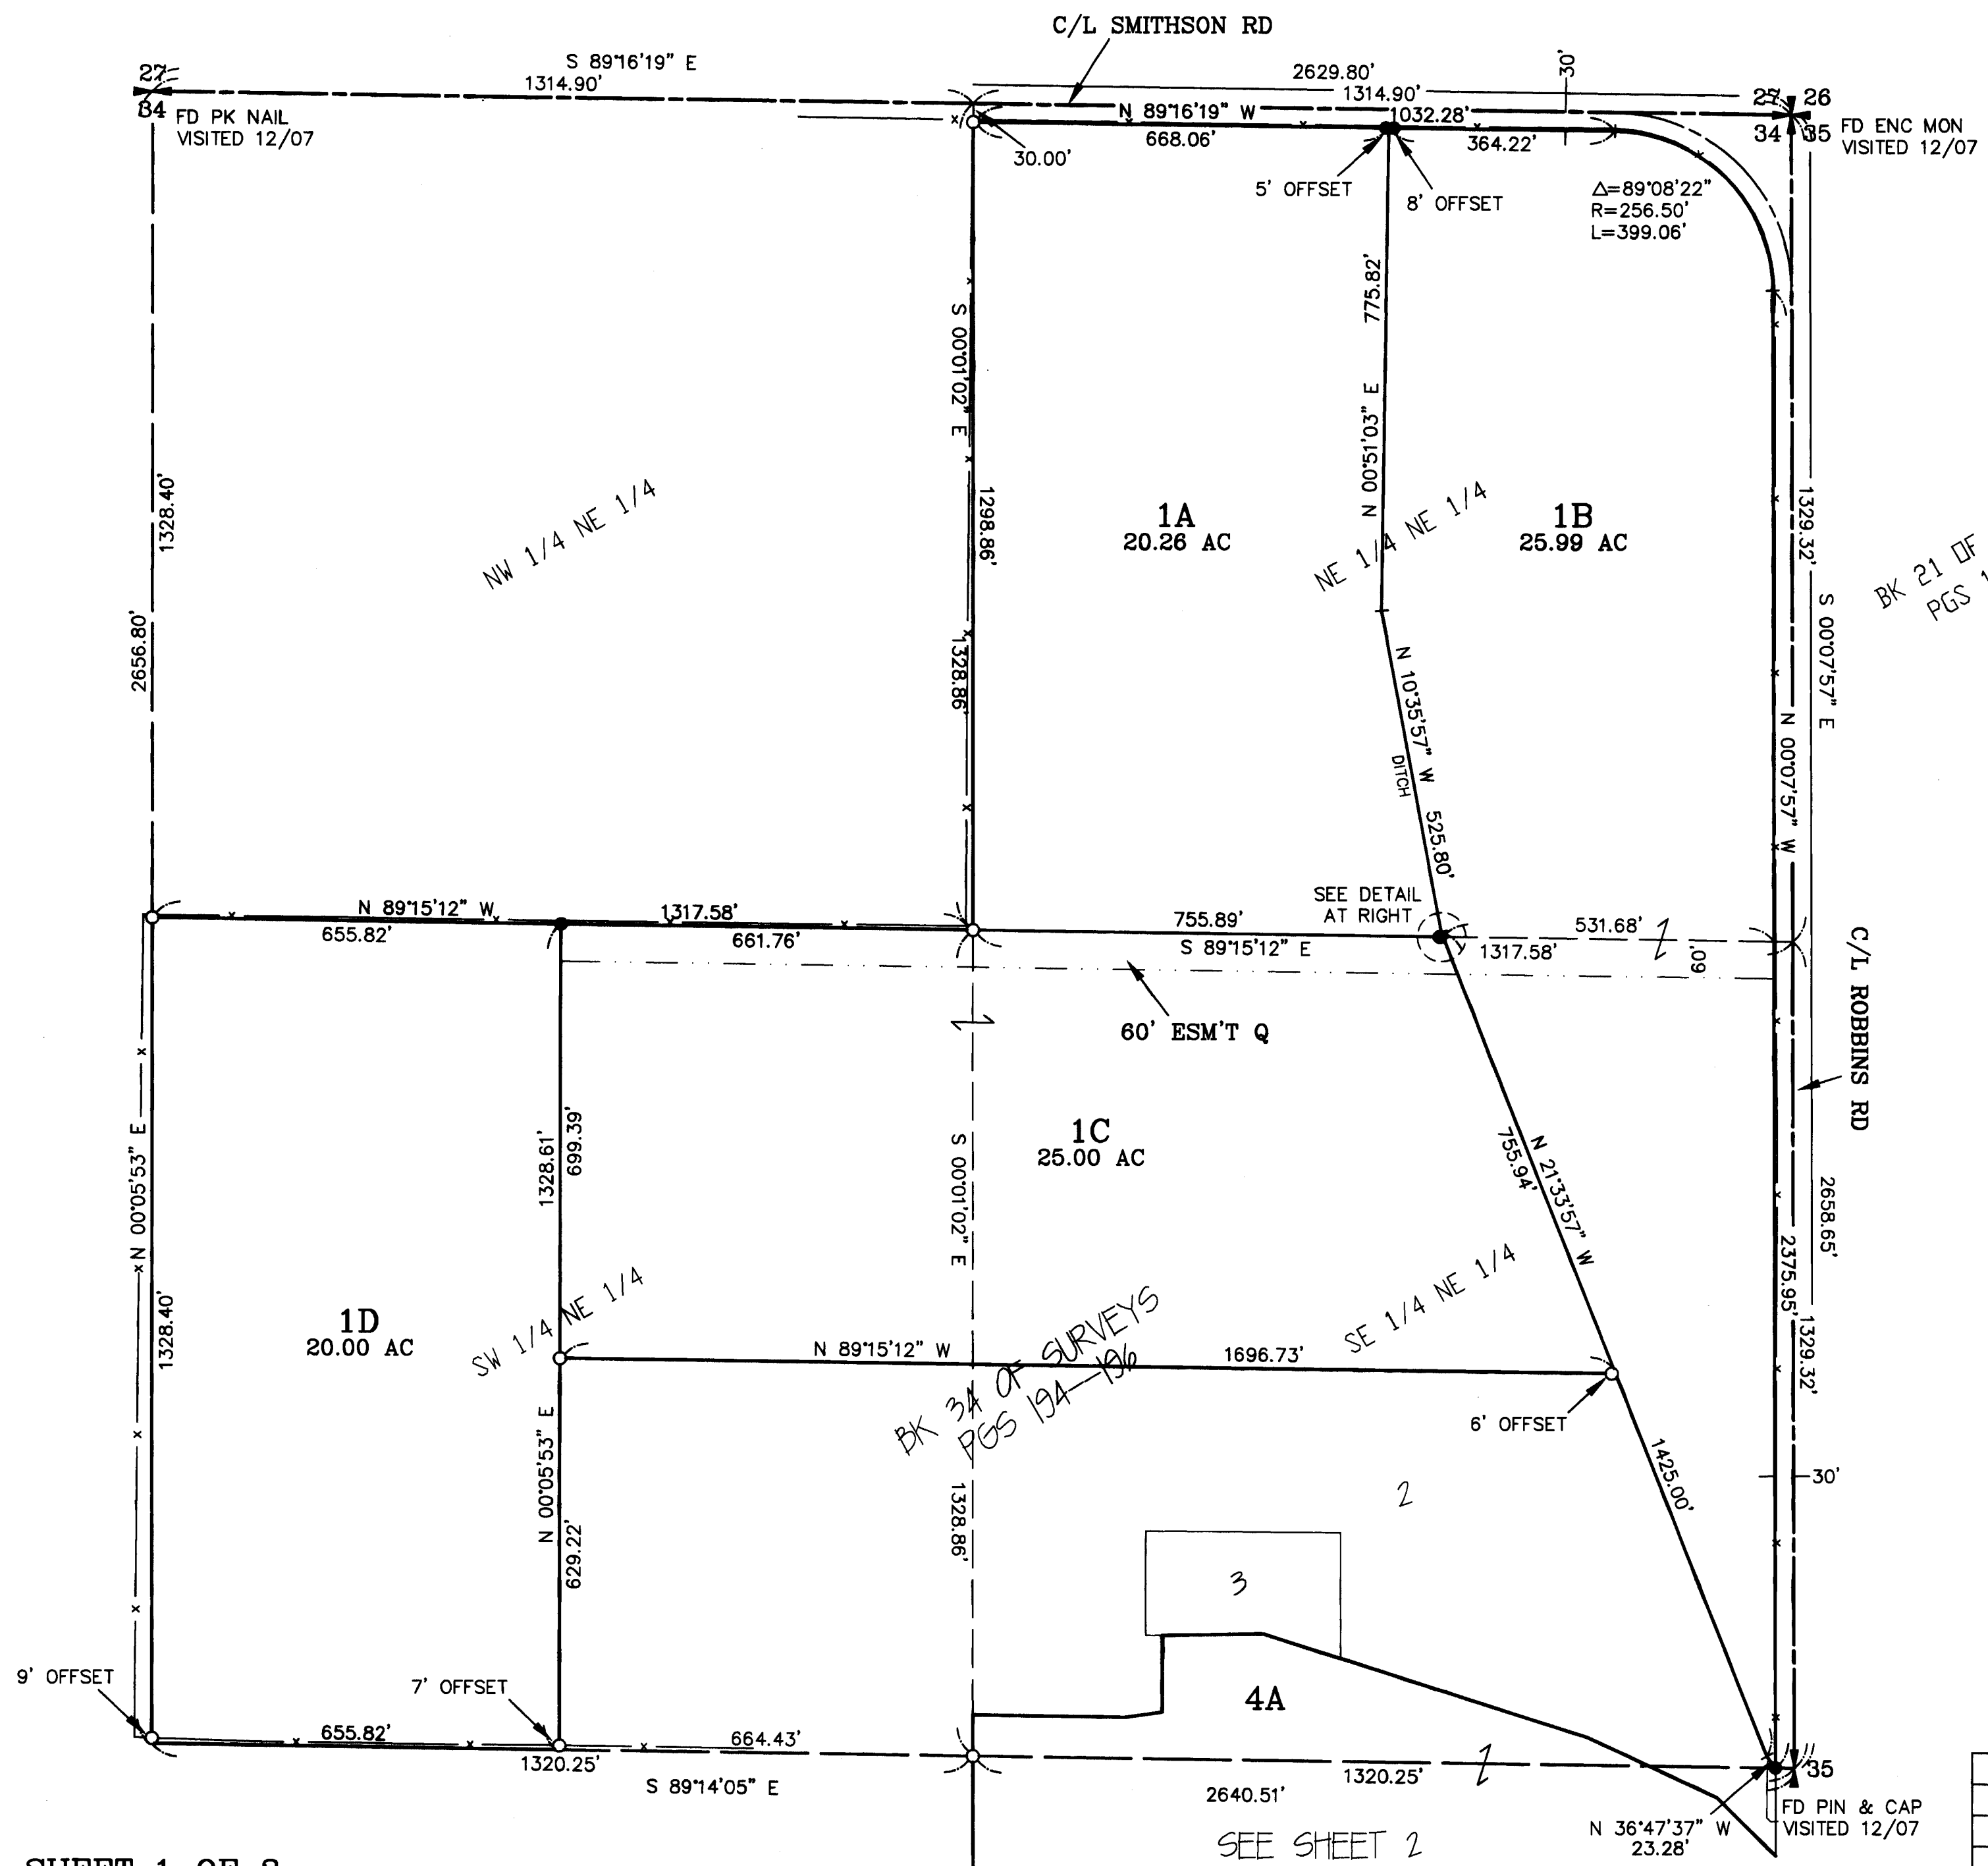 C/L SMITHSON RD
S 89°16'19" E
1314.90'
2629.80'
1314.90'
30'
27
34
FD PK NAIL
VISITED 12/07
N 89°16'19" W
1032.28'
668.06'
364.22'
30.00'
26
34 35
FD ENC MON
VISITED 12/07
5' OFFSET
8' OFFSET
Δ=89°08'22"
R=256.50'
L=399.06'
775.82'
N 00°51'03" E
S 00°01'02" E
1298.86'
1328.86'
1328.40'
2656.80'
NW 1/4 NE 1/4
1A
20.26 AC
NE 1/4 NE 1/4
1B
25.99 AC
1329.32'
S 00°07'57" E
N 00°07'57" W
BK 21 OF
PGS
N 10°35'57" W
DITCH
525.80'
SEE DETAIL
AT RIGHT
N 89°15'12" W
1317.58'
655.82'
661.76'
755.89'
S 89°15'12" E
531.68'
1317.58'
60'
C/L ROBBINS RD
60' ESM'T Q
N 00°05'53" E
1328.40'
1328.61'
699.39'
S 00°01'02" E
1C
25.00 AC
N 21°33'57" W
755.94'
2658.65'
2375.95'
1329.32'
1D
20.00 AC
SW 1/4 NE 1/4
SE 1/4 NE 1/4
N 89°15'12" W
1696.73'
BK 34 OF SURVEYS
PGS 194-196
6' OFFSET
1425.00'
30'
N 00°05'53" E
629.22'
1328.86'
2
3
4A
9' OFFSET
7' OFFSET
655.82'
664.43'
1320.25'
S 89°14'05" E
1320.25'
2640.51'
35
FD PIN & CAP
VISITED 12/07
N 36°47'37" W
23.28'
SEE SHEET 2